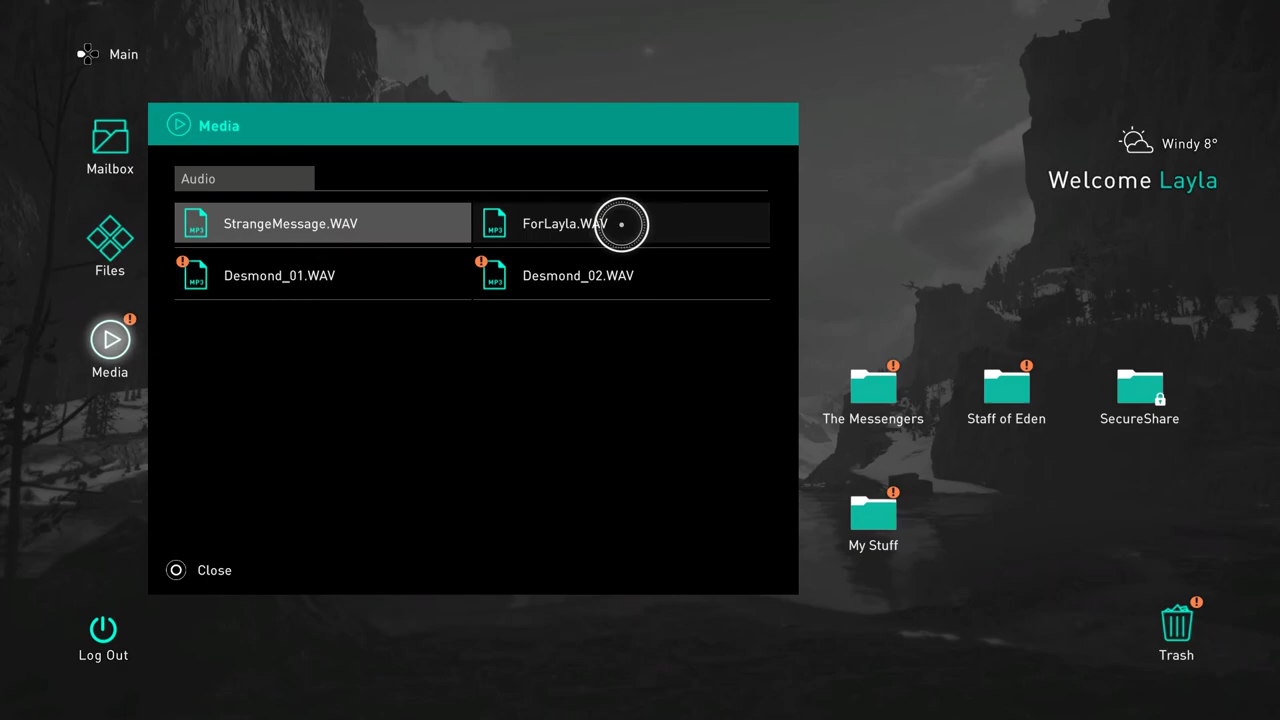 Main
Mailbox
Files
Media
Log Out
Media
Audio
MP3 StrangeMessage.WAV
MP3 ForLayla.WAV
! MP3 Desmond_01.WAV
! MP3 Desmond_02.WAV
Close
Windy 8°
Welcome Layla
! The Messengers
! Staff of Eden
SecureShare
! My Stuff
! Trash